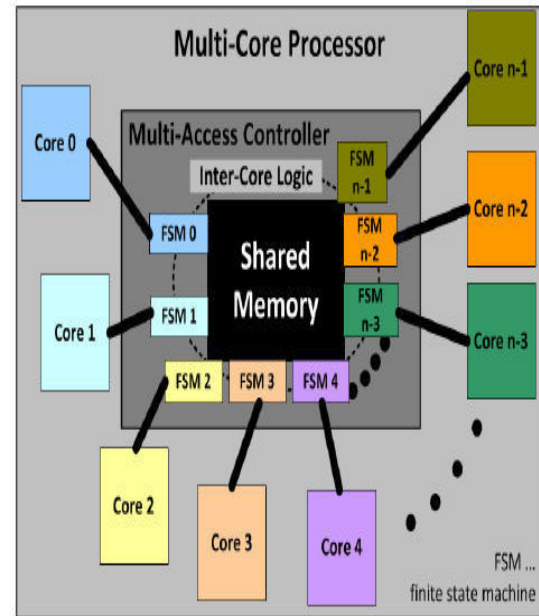 Multi-Core Processor
Core n-1
Core 0
Multi-Access Controller
FSM
n-1
Inter-Core Logic
Core n-2
FSM 0
FSM
n-2
Shared
Memory
FSM 1
FSM
n-3
Core 1
Core n-3
FSM 2
FSM 3
FSM 4
Core 2
Core 3
Core 4
FSM ...
finite state machine